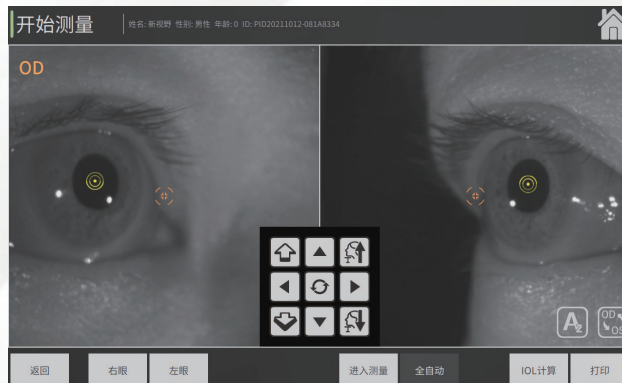 开始测量
姓名: 新视野 性别: 男性 年龄: 0 ID: PID20211012-081A8334
OD
A2
OD
OS
返回
右眼
左眼
进入测量
全自动
IOL计算
打印